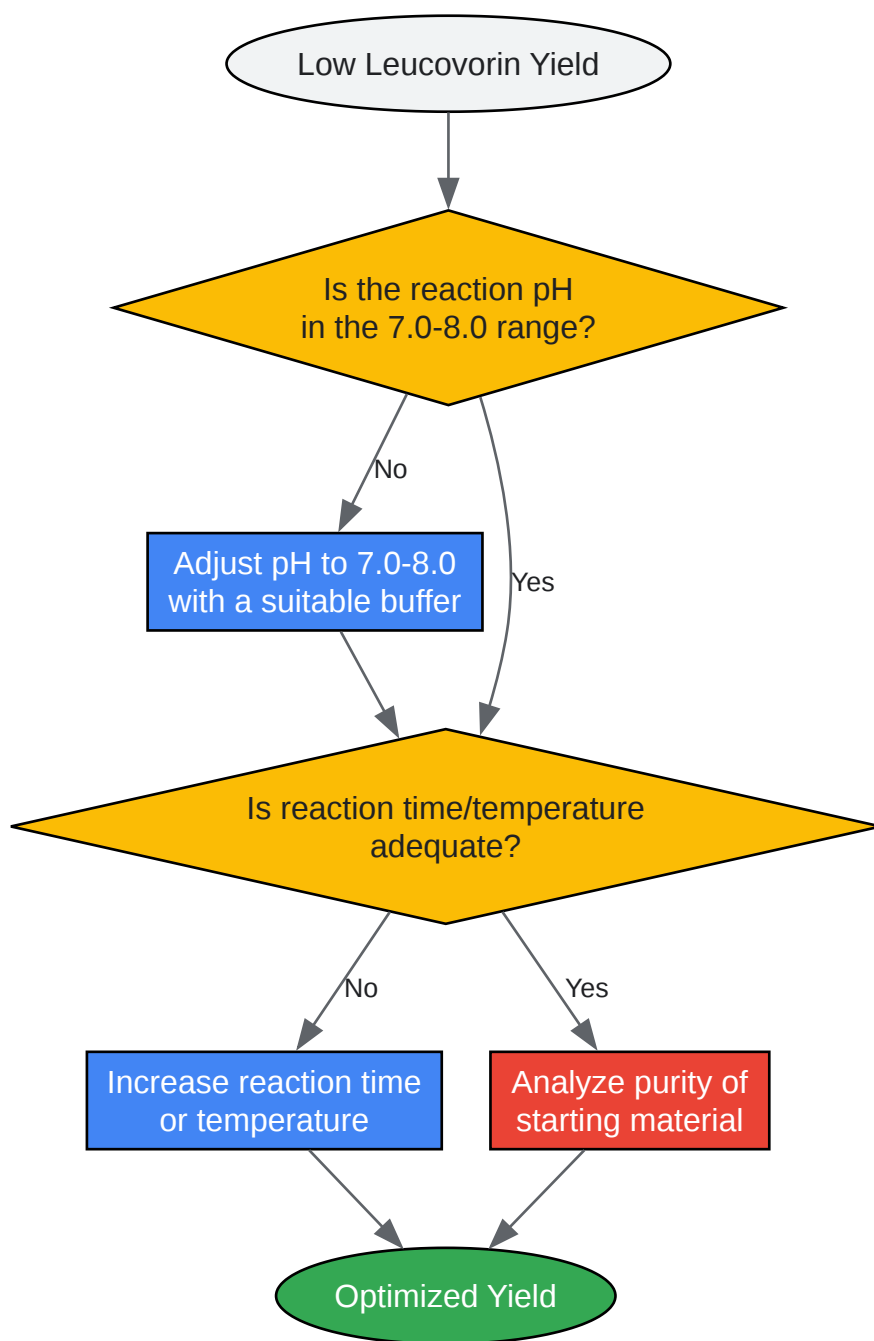 Low Leucovorin Yield
Is the reaction pH
in the 7.0-8.0 range?
No
Adjust pH to 7.0-8.0
with a suitable buffer
Yes
Is reaction time/temperature
adequate?
No
Yes
Increase reaction time
or temperature
Analyze purity of
starting material
Optimized Yield